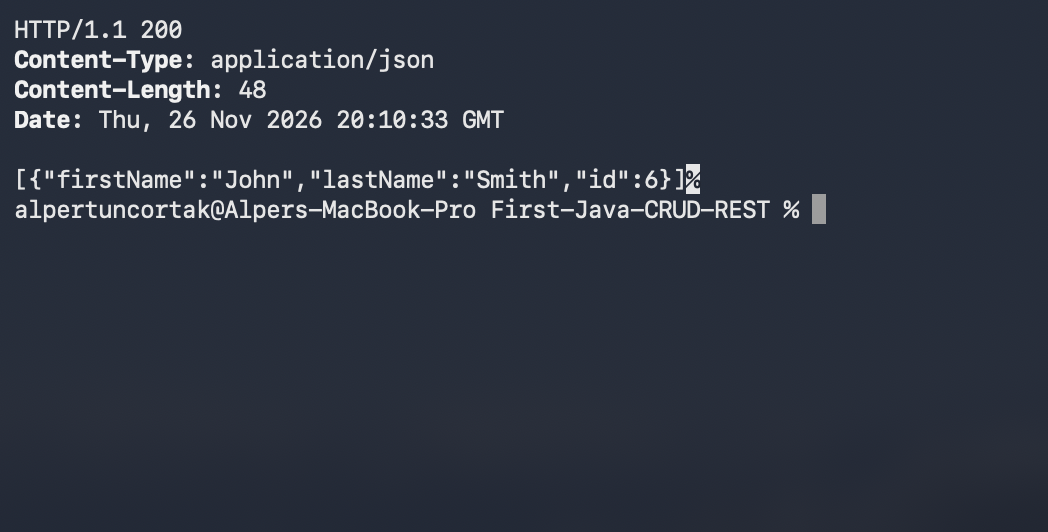 HTTP/1.1 200
Content-Type: application/json
Content-Length: 48
Date: Thu, 26 Nov 2026 20:10:33 GMT

[{"firstName":"John","lastName":"Smith","id":6}]%
alpertuncortak@Alpers-MacBook-Pro First-Java-CRUD-REST %